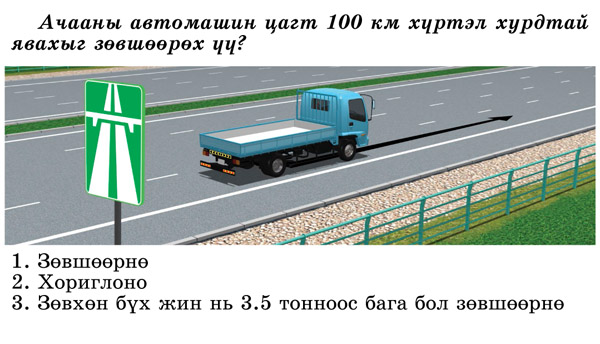 Ачааны автомашин цагт 100 км хүртэл хурдтай
явахыг зөвшөөрөх үү?
1. Зөвшөөрнө
2. Хориглоно
3. Зөвхөн бүх жин нь 3.5 тонноос бага бол зөвшөөрнө